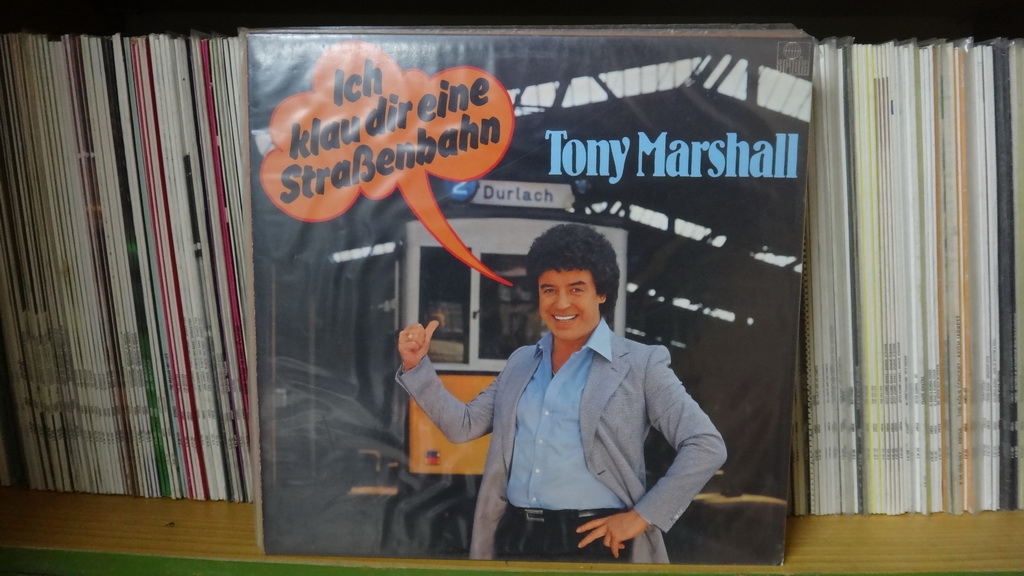 Ich
klau dir eine
Straßenbahn
Tony Marshall
2 Durlach